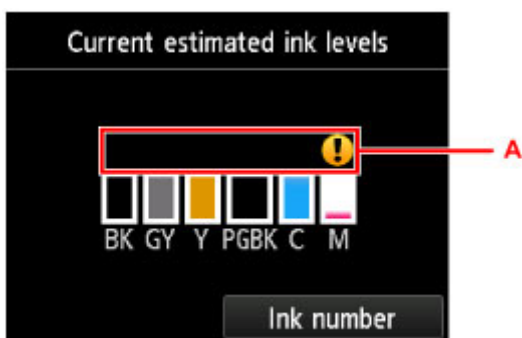 Current estimated ink levels
!
A
BK GY Y PGBK C M
Ink number